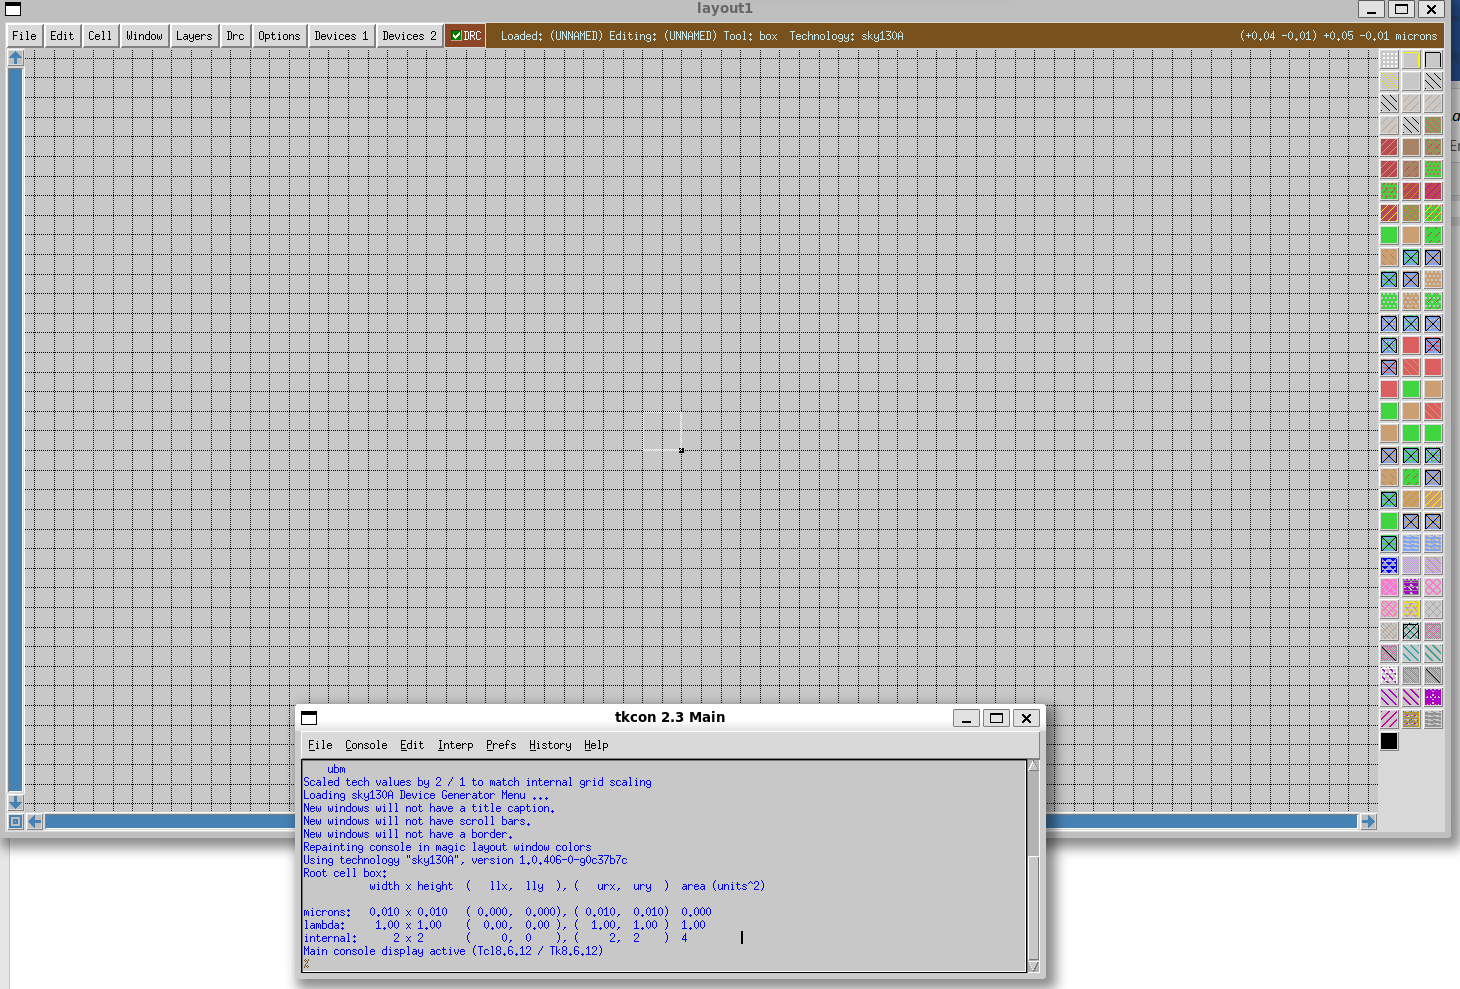 layout1
File Edit Cell Window Layers Drc Options Devices 1 Devices 2 DRC Loaded: (UNNAMED) Editing: (UNNAMED) Tool: box Technology: sky130A (+0.04 -0.01) +0.05 -0.01 microns
tkcon 2.3 Main
File Console Edit Interp Prefs History Help
ubm
Scaled tech values by 2 / 1 to match internal grid scaling
Loading sky130A Device Generator Menu ...
New windows will not have a title caption.
New windows will not have scroll bars.
New windows will not have a border.
Repainting console in magic layout window colors
Using technology "sky130A", version 1.0.406-0-g0c37b7c
Root cell box:
width x height ( llx, lly ), ( urx, ury ) area (units^2)
microns: 0.010 x 0.010 ( 0.000, 0.000), ( 0.010, 0.010) 0.000
lambda: 1.00 x 1.00 ( 0.00, 0.00 ), ( 1.00, 1.00 ) 1.00
internal: 2 x 2 ( 0, 0 ), ( 2, 2 ) 4
Main console display active (Tcl8.6.12 / Tk8.6.12)
%